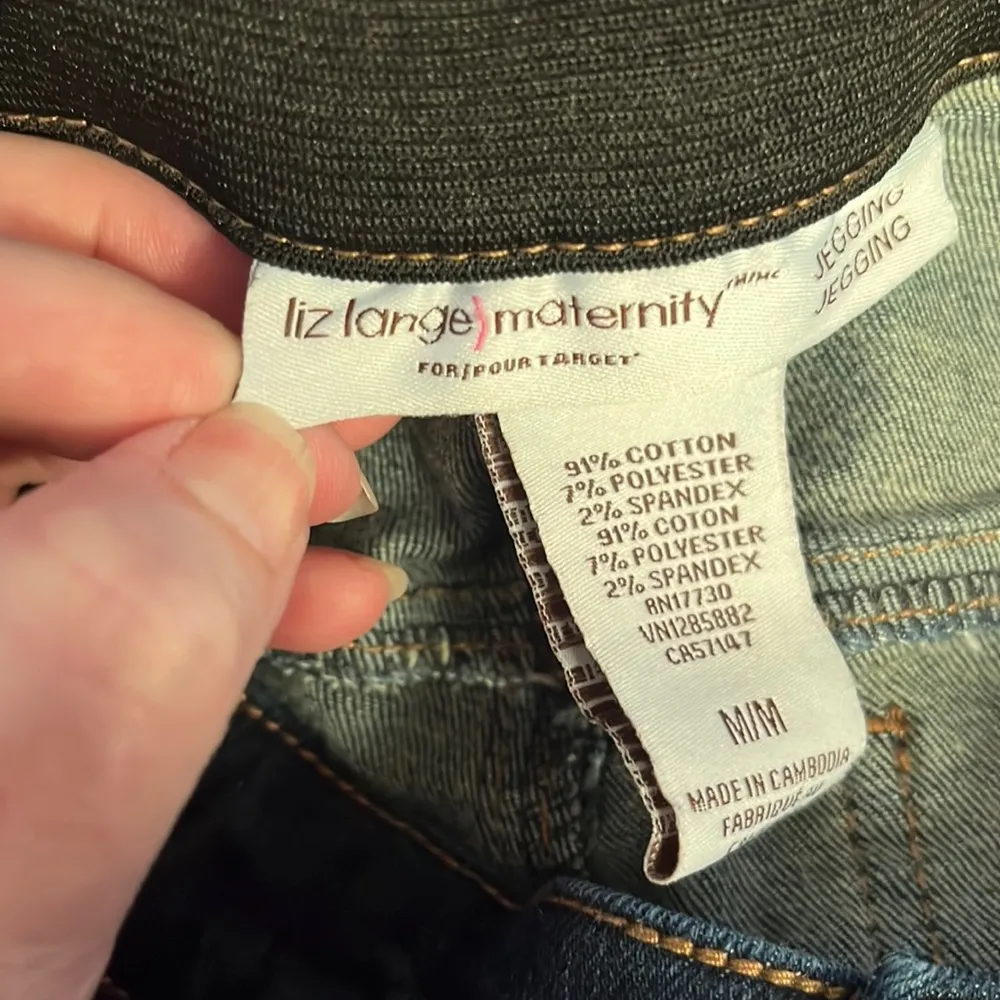 liz lange) maternity TM/MC
FOR/POUR TARGET
JEGGING
JEGGING
91% COTTON
7% POLYESTER
2% SPANDEX
91% COTON
7% POLYESTER
2% SPANDEX
RN17730
VN1285882
CA57147
M/M
MADE IN CAMBODIA